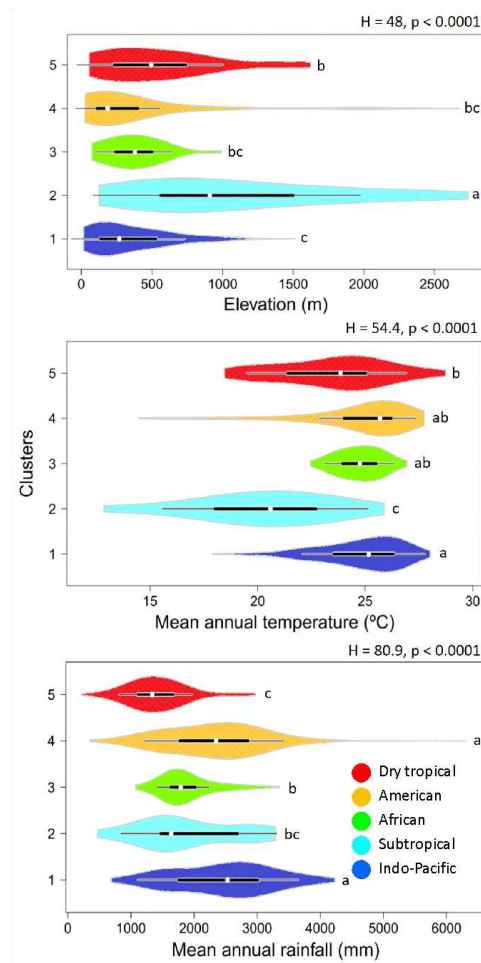 H = 48, p < 0.0001
5 b
4 bc
3 bc
2 a
1 c
0 500 1000 1500 2000 2500
Elevation (m)
H = 54.4, p < 0.0001
5 b
4 ab
3 ab
2 c
1 a
Clusters
15 20 25 30
Mean annual temperature (ºC)
H = 80.9, p < 0.0001
5 c
4 a
3 b
2 bc
1 a
Dry tropical
American
African
Subtropical
Indo-Pacific
0 1000 2000 3000 4000 5000 6000
Mean annual rainfall (mm)